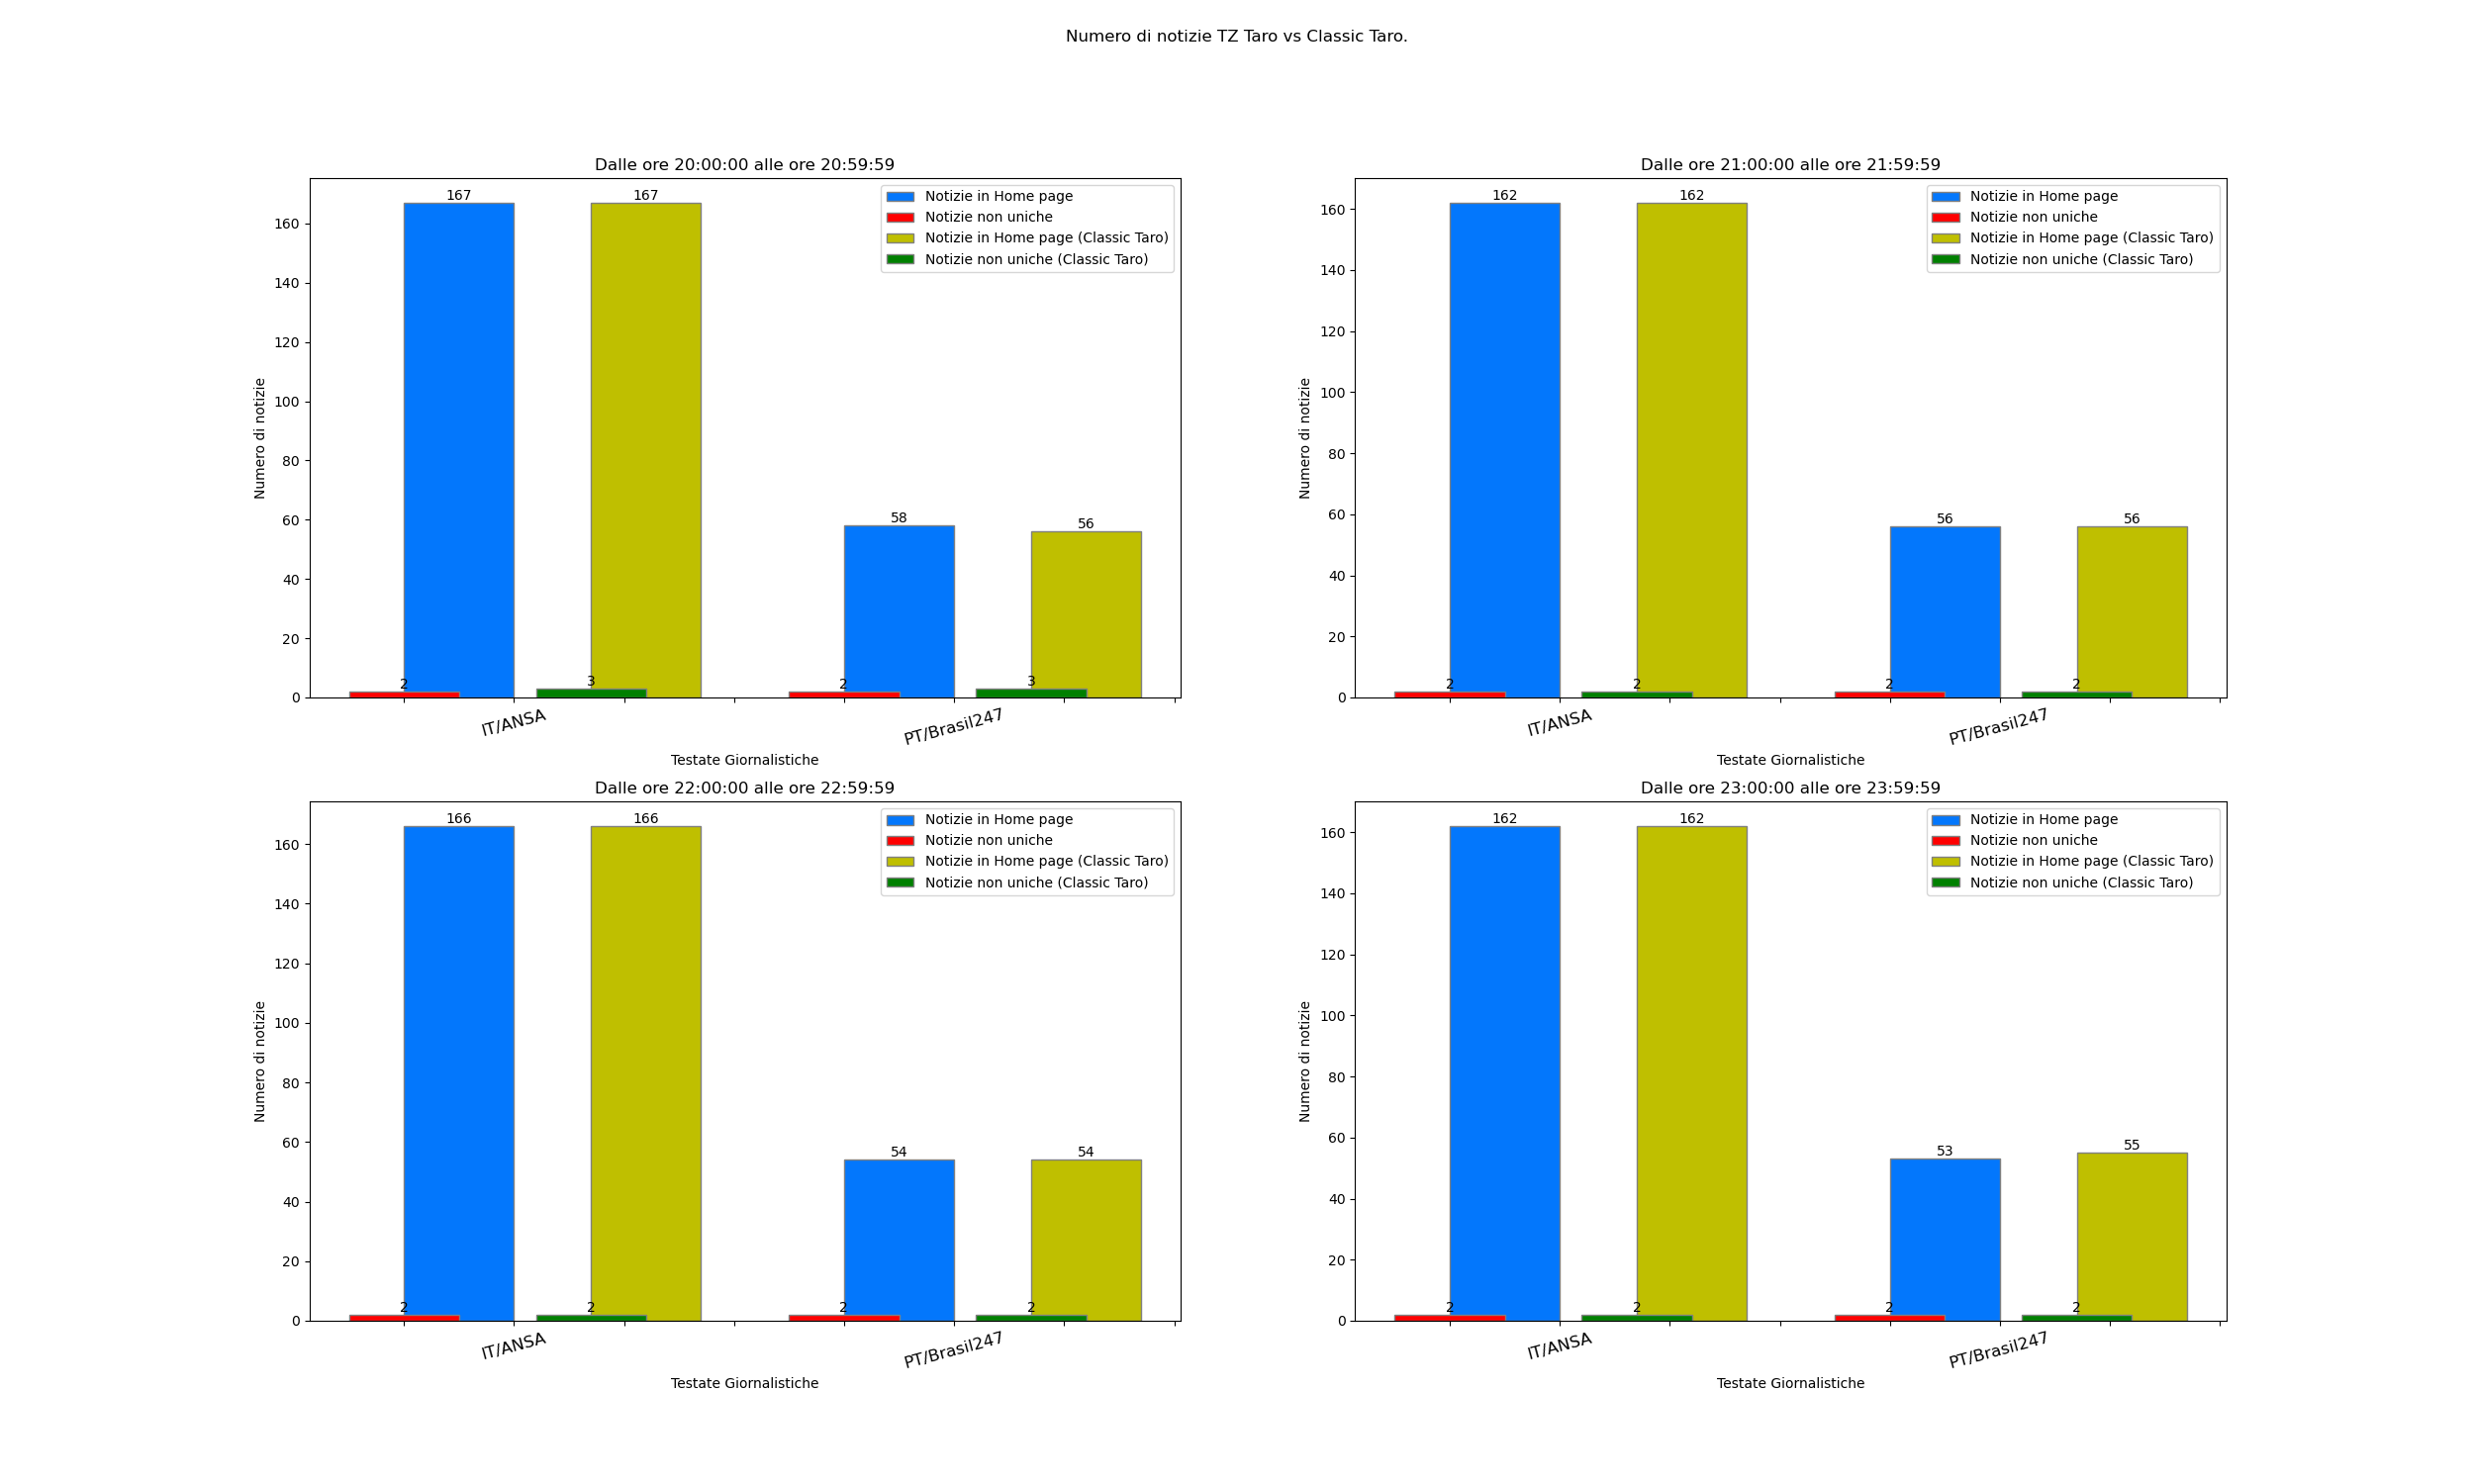 Numero di notizie TZ Taro vs Classic Taro.
Dalle ore 20:00:00 alle ore 20:59:59
Numero di notizie
160
140
120
100
80
60
40
20
0
167
167
58
56
2
3
2
3
Notizie in Home page
Notizie non uniche
Notizie in Home page (Classic Taro)
Notizie non uniche (Classic Taro)
IT/ANSA
PT/Brasil247
Testate Giornalistiche
Dalle ore 21:00:00 alle ore 21:59:59
Numero di notizie
160
140
120
100
80
60
40
20
0
162
162
56
56
2
2
2
2
Notizie in Home page
Notizie non uniche
Notizie in Home page (Classic Taro)
Notizie non uniche (Classic Taro)
IT/ANSA
PT/Brasil247
Testate Giornalistiche
Dalle ore 22:00:00 alle ore 22:59:59
Numero di notizie
160
140
120
100
80
60
40
20
0
166
166
54
54
2
2
2
2
Notizie in Home page
Notizie non uniche
Notizie in Home page (Classic Taro)
Notizie non uniche (Classic Taro)
IT/ANSA
PT/Brasil247
Testate Giornalistiche
Dalle ore 23:00:00 alle ore 23:59:59
Numero di notizie
160
140
120
100
80
60
40
20
0
162
162
53
55
2
2
2
2
Notizie in Home page
Notizie non uniche
Notizie in Home page (Classic Taro)
Notizie non uniche (Classic Taro)
IT/ANSA
PT/Brasil247
Testate Giornalistiche